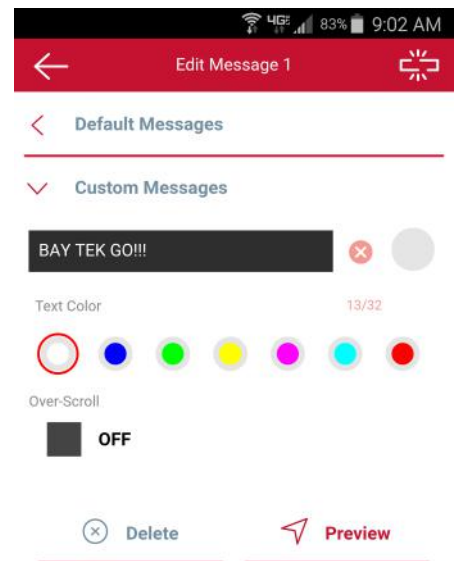 4G 83% 9:02 AM
Edit Message 1
Default Messages
Custom Messages
BAY TEK GO!!!
Text Color 13/32
Over-Scroll
OFF
Delete Preview